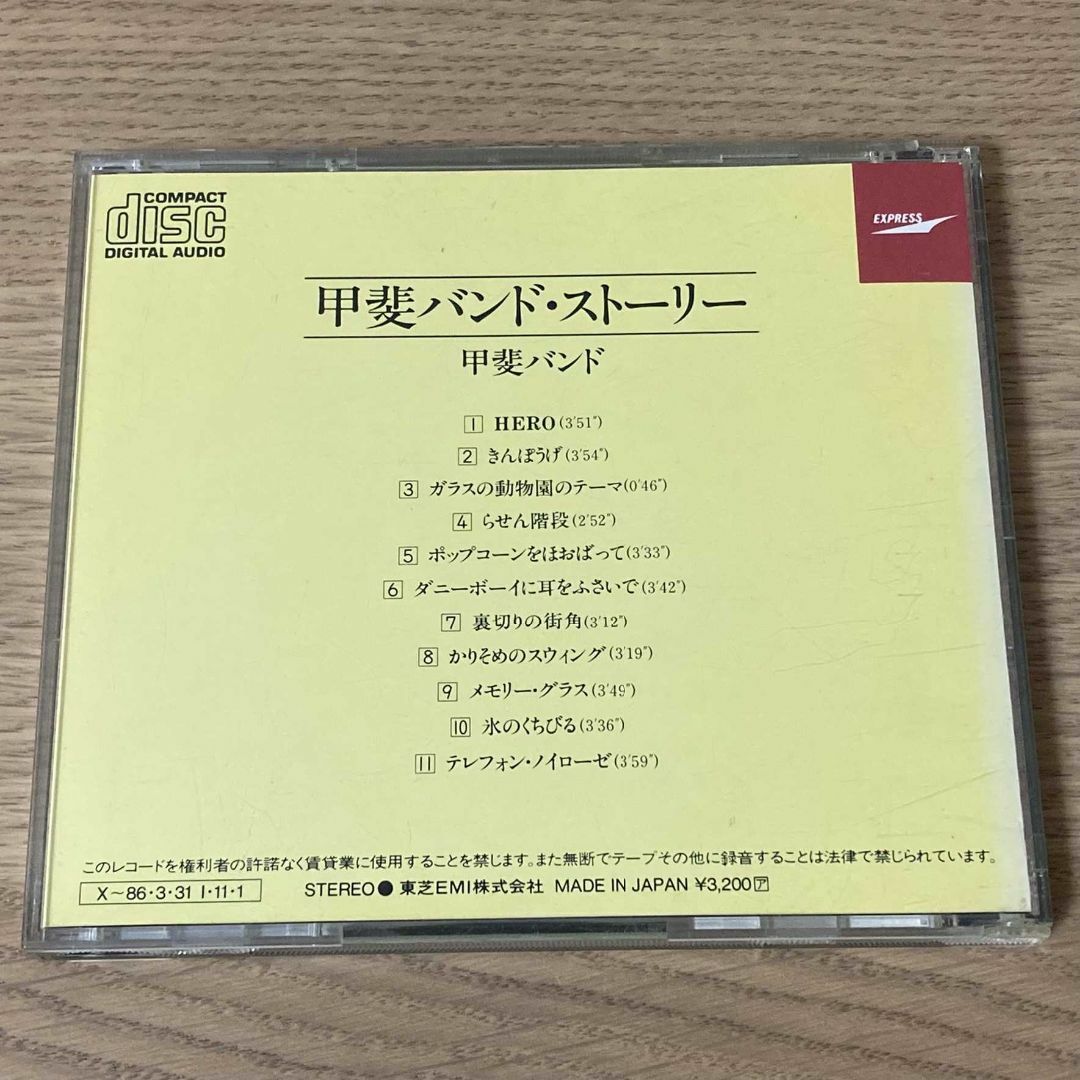 COMPACT
disc
DIGITAL AUDIO
EXPRESS
甲斐バンド・ストーリー
甲斐バンド
1 HERO(3'51")
2 きんぽうげ(3'54")
3 ガラスの動物園のテーマ(0'46")
4 らせん階段(2'52")
5 ポップコーンをほおばって(3'33")
6 ダニーボーイに耳をふさいで(3'42")
7 裏切りの街角(3'12")
8 かりそめのスウィング(3'19")
9 メモリー・グラス(3'49")
10 氷のくちびる(3'36")
11 テレフォン・ノイローゼ(3'59")
このレコードを権利者の許諾なく賃貸業に使用することを禁じます。また無断でテープその他に録音することは法律で禁じられています。
X～86・3・31 I・11・1 STEREO● 東芝EMI株式会社 MADE IN JAPAN ¥3,200 ア